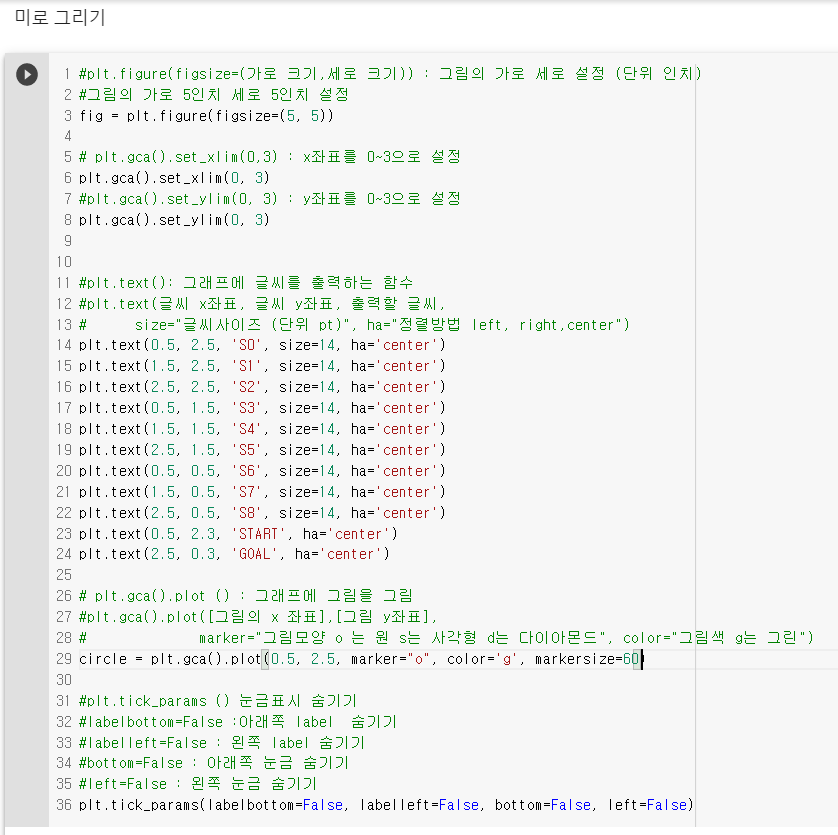 미로 그리기
1 #plt.figure(figsize=(가로 크기,세로 크기)) : 그림의 가로 세로 설정 (단위 인치)
2 #그림의 가로 5인치 세로 5인치 설정
3 fig = plt.figure(figsize=(5, 5))
4
5 # plt.gca().set_xlim(0,3) : x좌표를 0~3으로 설정
6 plt.gca().set_xlim(0, 3)
7 #plt.gca().set_ylim(0, 3) : y좌표를 0~3으로 설정
8 plt.gca().set_ylim(0, 3)
9
10
11 #plt.text(): 그래프에 글씨를 출력하는 함수
12 #plt.text(글씨 x좌표, 글씨 y좌표, 출력할 글씨,
13 #      size="글씨사이즈 (단위 pt)", ha="정렬방법 left, right,center")
14 plt.text(0.5, 2.5, 'S0', size=14, ha='center')
15 plt.text(1.5, 2.5, 'S1', size=14, ha='center')
16 plt.text(2.5, 2.5, 'S2', size=14, ha='center')
17 plt.text(0.5, 1.5, 'S3', size=14, ha='center')
18 plt.text(1.5, 1.5, 'S4', size=14, ha='center')
19 plt.text(2.5, 1.5, 'S5', size=14, ha='center')
20 plt.text(0.5, 0.5, 'S6', size=14, ha='center')
21 plt.text(1.5, 0.5, 'S7', size=14, ha='center')
22 plt.text(2.5, 0.5, 'S8', size=14, ha='center')
23 plt.text(0.5, 2.3, 'START', ha='center')
24 plt.text(2.5, 0.3, 'GOAL', ha='center')
25
26 # plt.gca().plot () : 그래프에 그림을 그림
27 #plt.gca().plot([그림의 x 좌표],[그림 y좌표],
28 #              marker="그림모양 o 는 원 s는 사각형 d는 다이아몬드", color="그림색 g는 그린")
29 circle = plt.gca().plot(0.5, 2.5, marker="o", color='g', markersize=60)
30
31 #plt.tick_params () 눈금표시 숨기기
32 #labelbottom=False :아래쪽 label  숨기기
33 #labelleft=False : 왼쪽 label 숨기기
34 #bottom=False : 아래쪽 눈금 숨기기
35 #left=False : 왼쪽 눈금 숨기기
36 plt.tick_params(labelbottom=False, labelleft=False, bottom=False, left=False)